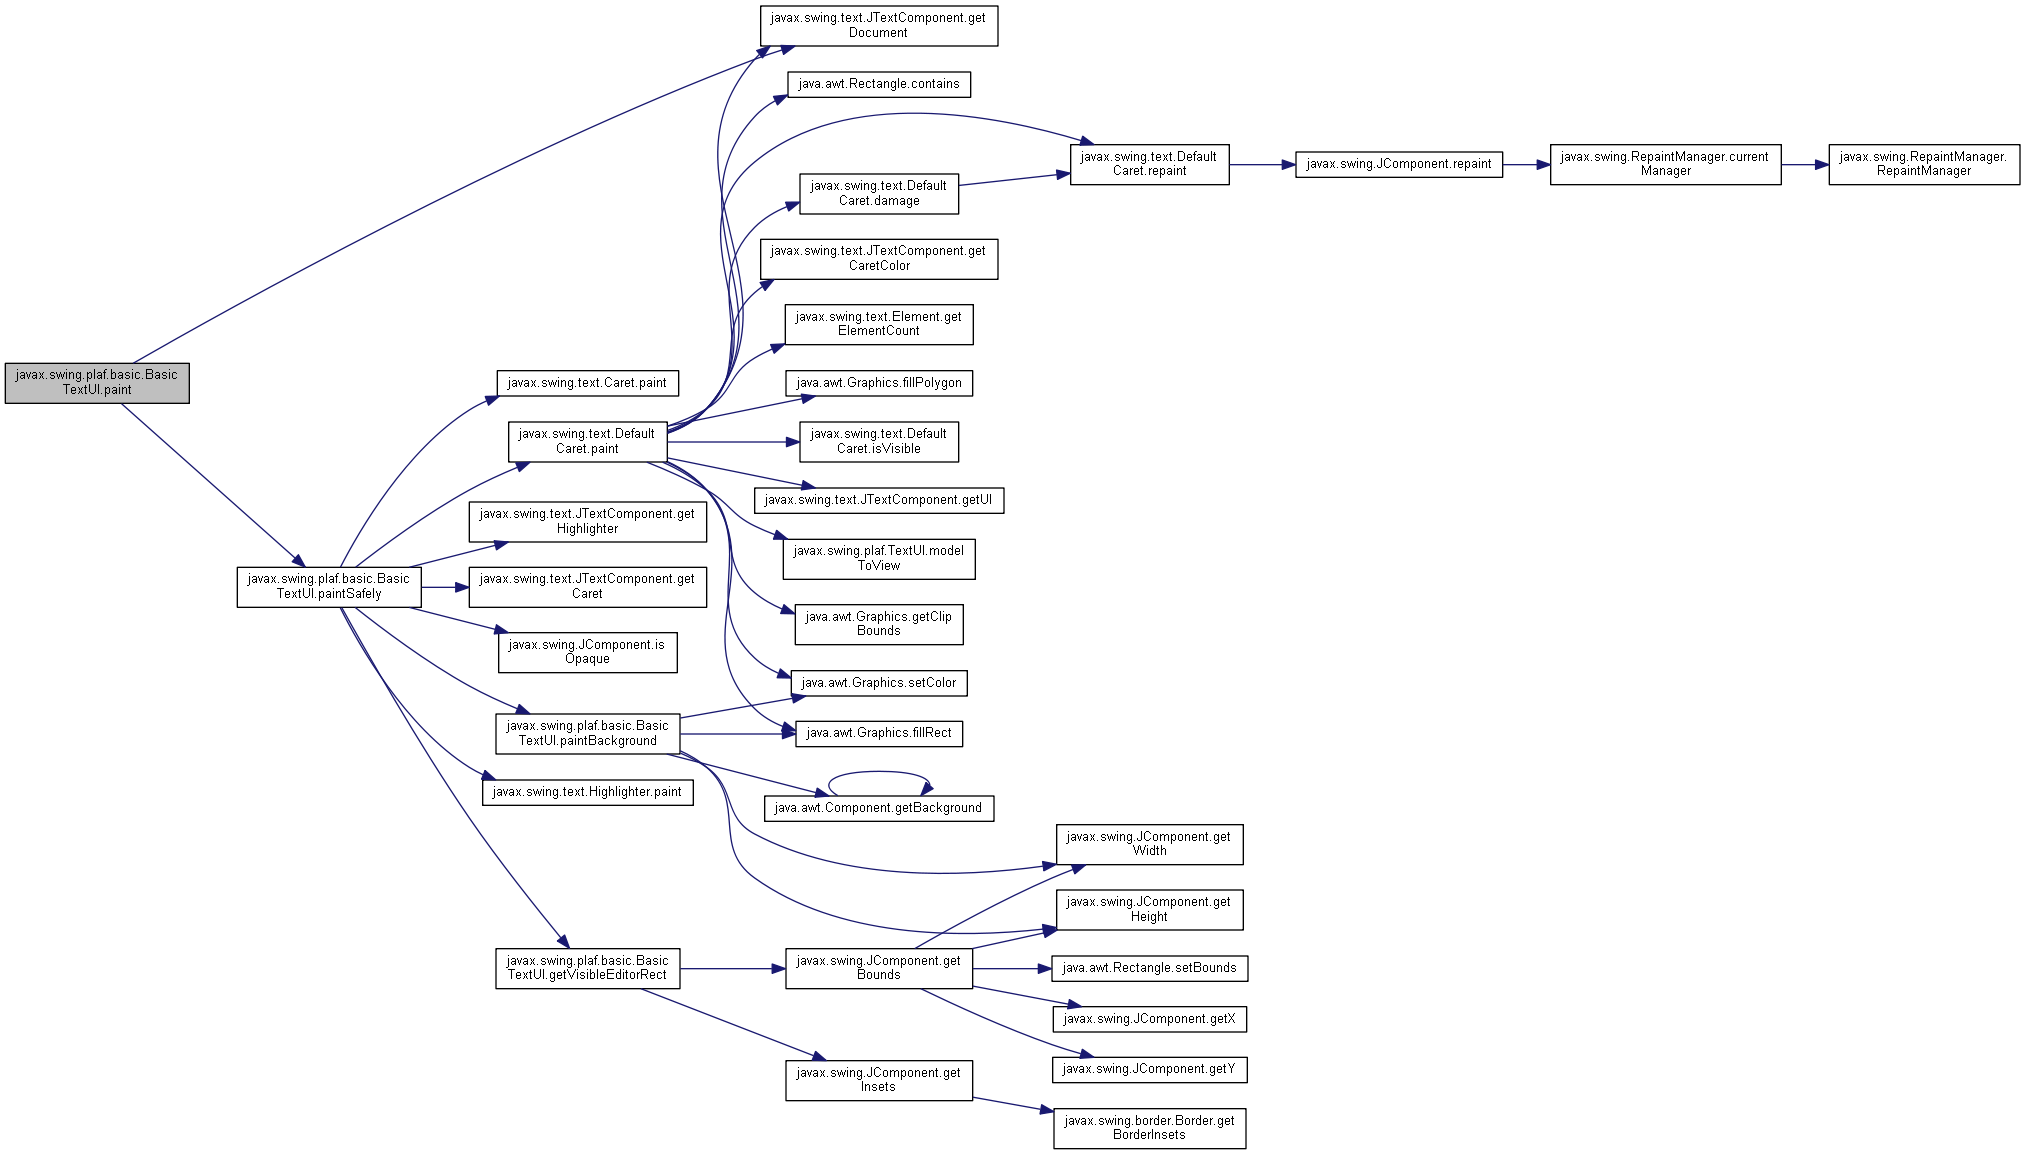 javax.swing.text.JTextComponent.get
Document
java.awt.Rectangle.contains
javax.swing.text.Default
Caret.repaint
javax.swing.JComponent.repaint
javax.swing.RepaintManager.current
Manager
javax.swing.RepaintManager.
RepaintManager
javax.swing.text.Default
Caret.damage
javax.swing.text.JTextComponent.get
CaretColor
javax.swing.text.Element.get
ElementCount
javax.swing.plaf.basic.Basic
TextUI.paint
javax.swing.text.Caret.paint
java.awt.Graphics.fillPolygon
javax.swing.text.Default
Caret.paint
javax.swing.text.Default
Caret.isVisible
javax.swing.text.JTextComponent.getUI
javax.swing.text.JTextComponent.get
Highlighter
javax.swing.plaf.TextUI.model
ToView
javax.swing.plaf.basic.Basic
TextUI.paintSafely
javax.swing.text.JTextComponent.get
Caret
java.awt.Graphics.getClip
Bounds
javax.swing.JComponent.is
Opaque
java.awt.Graphics.setColor
javax.swing.plaf.basic.Basic
TextUI.paintBackground
java.awt.Graphics.fillRect
javax.swing.text.Highlighter.paint
java.awt.Component.getBackground
javax.swing.JComponent.get
Width
javax.swing.JComponent.get
Height
javax.swing.plaf.basic.Basic
TextUI.getVisibleEditorRect
javax.swing.JComponent.get
Bounds
java.awt.Rectangle.setBounds
javax.swing.JComponent.getX
javax.swing.JComponent.getY
javax.swing.JComponent.get
Insets
javax.swing.border.Border.get
BorderInsets